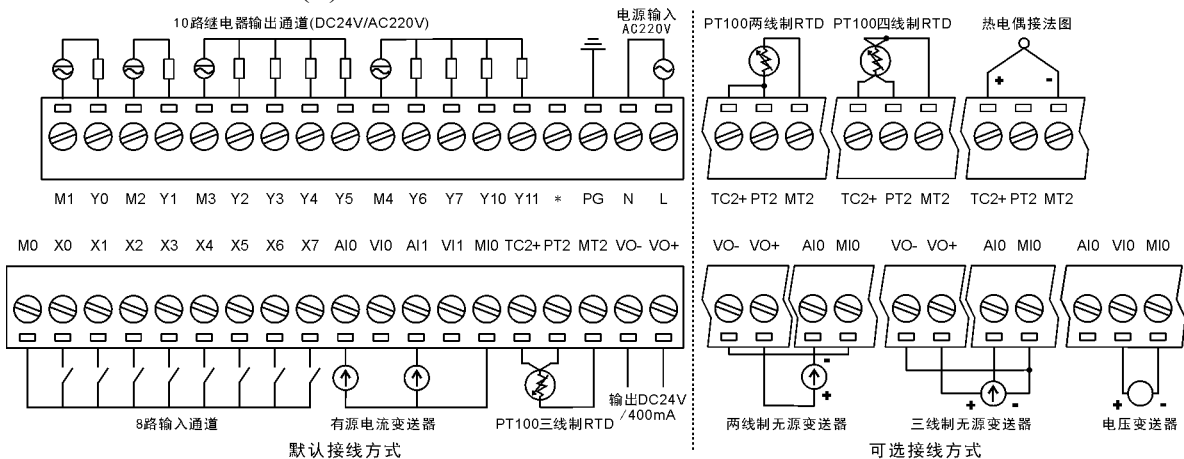 10路继电器输出通道(DC24V/AC220V)
电源输入
AC220V
PT100两线制RTD
PT100四线制RTD
热电偶接法图
+ -
M1 Y0 M2 Y1 M3 Y2 Y3 Y4 Y5 M4 Y6 Y7 Y10 Y11 * PG N L
TC2+ PT2 MT2
TC2+ PT2 MT2
TC2+ PT2 MT2
M0 X0 X1 X2 X3 X4 X5 X6 X7 AI0 VI0 AI1 VI1 MI0 TC2+ PT2 MT2 VO- VO+
VO- VO+ AI0 MI0
VO- VO+ AI0 MI0
AI0 VI0 MI0
8路输入通道
有源电流变送器
PT100三线制RTD
输出DC24V
/400mA
-
+
两线制无源变送器
+ -
三线制无源变送器
+ -
电压变送器
默认接线方式
可选接线方式